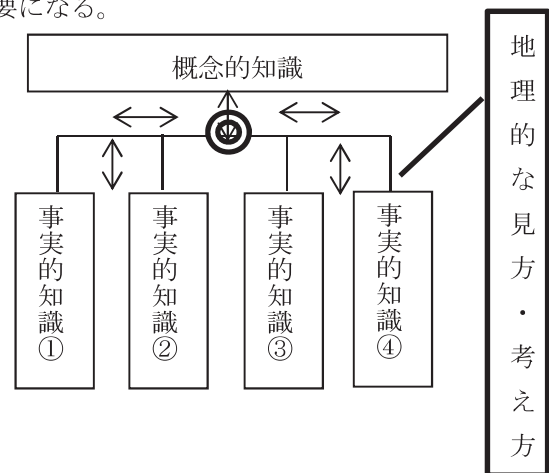 要になる。
概念的知識
事実的知識①
事実的知識②
事実的知識③
事実的知識④
地理的な見方・考え方